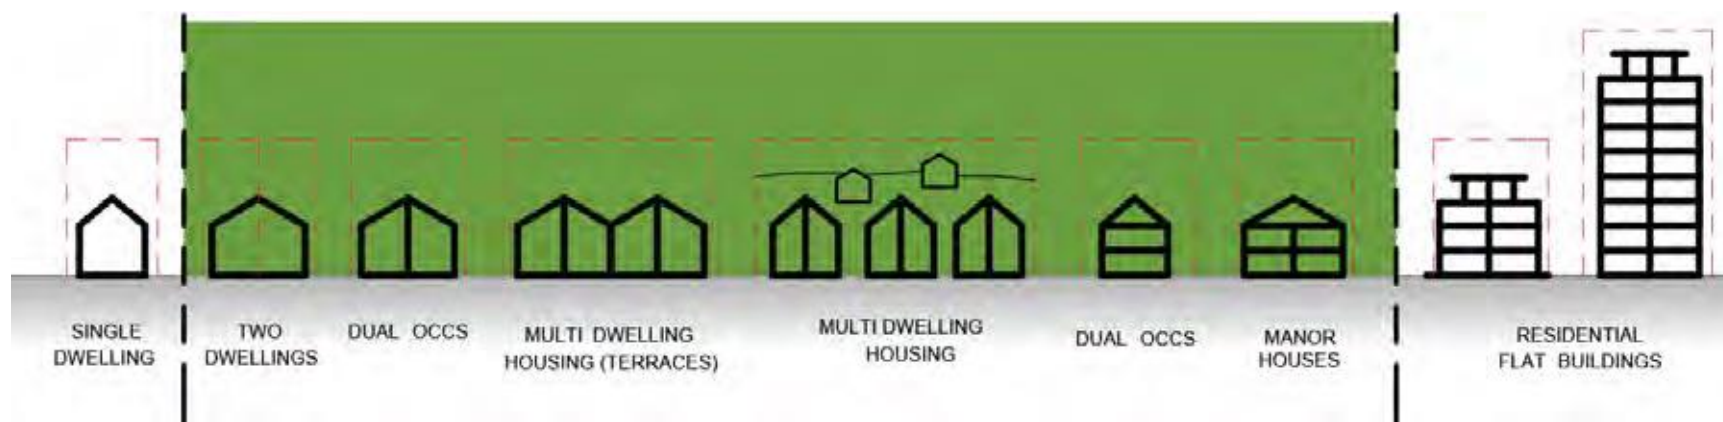 SINGLE
DWELLING
TWO
DWELLINGS
DUAL OCCS
MULTI DWELLING
HOUSING (TERRACES)
MULTI DWELLING
HOUSING
DUAL OCCS
MANOR
HOUSES
RESIDENTIAL
FLAT BUILDINGS